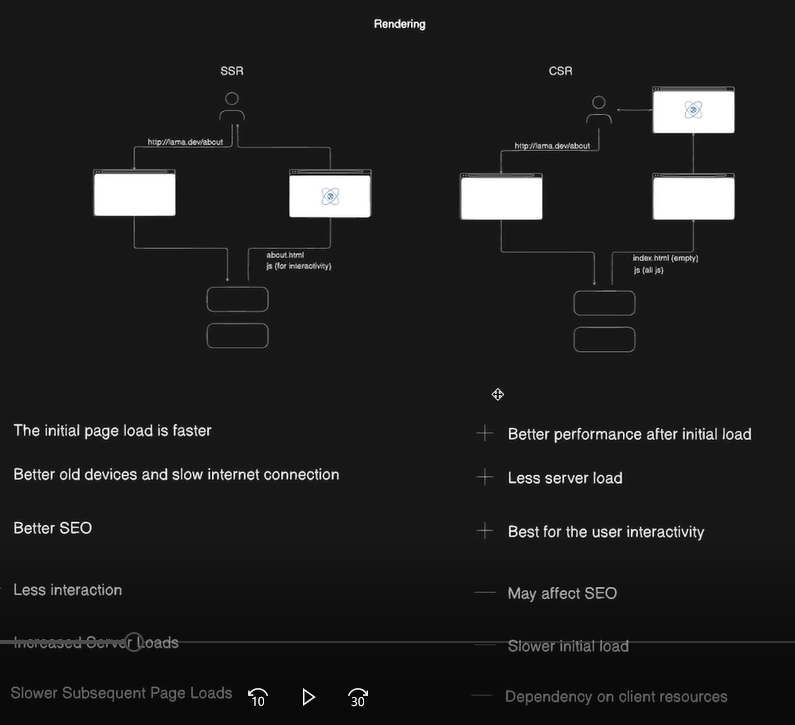 Rendering
SSR
CSR
http://lama.dev/about
http://lama.dev/about
about.html
js (for interactivity)
index.html (empty)
js (all js)
The initial page load is faster
Better old devices and slow internet connection
Better SEO
Less interaction
Increased Server Loads
Slower Subsequent Page Loads
Better performance after initial load
Less server load
Best for the user interactivity
May affect SEO
Slower initial load
Dependency on client resources
10
30